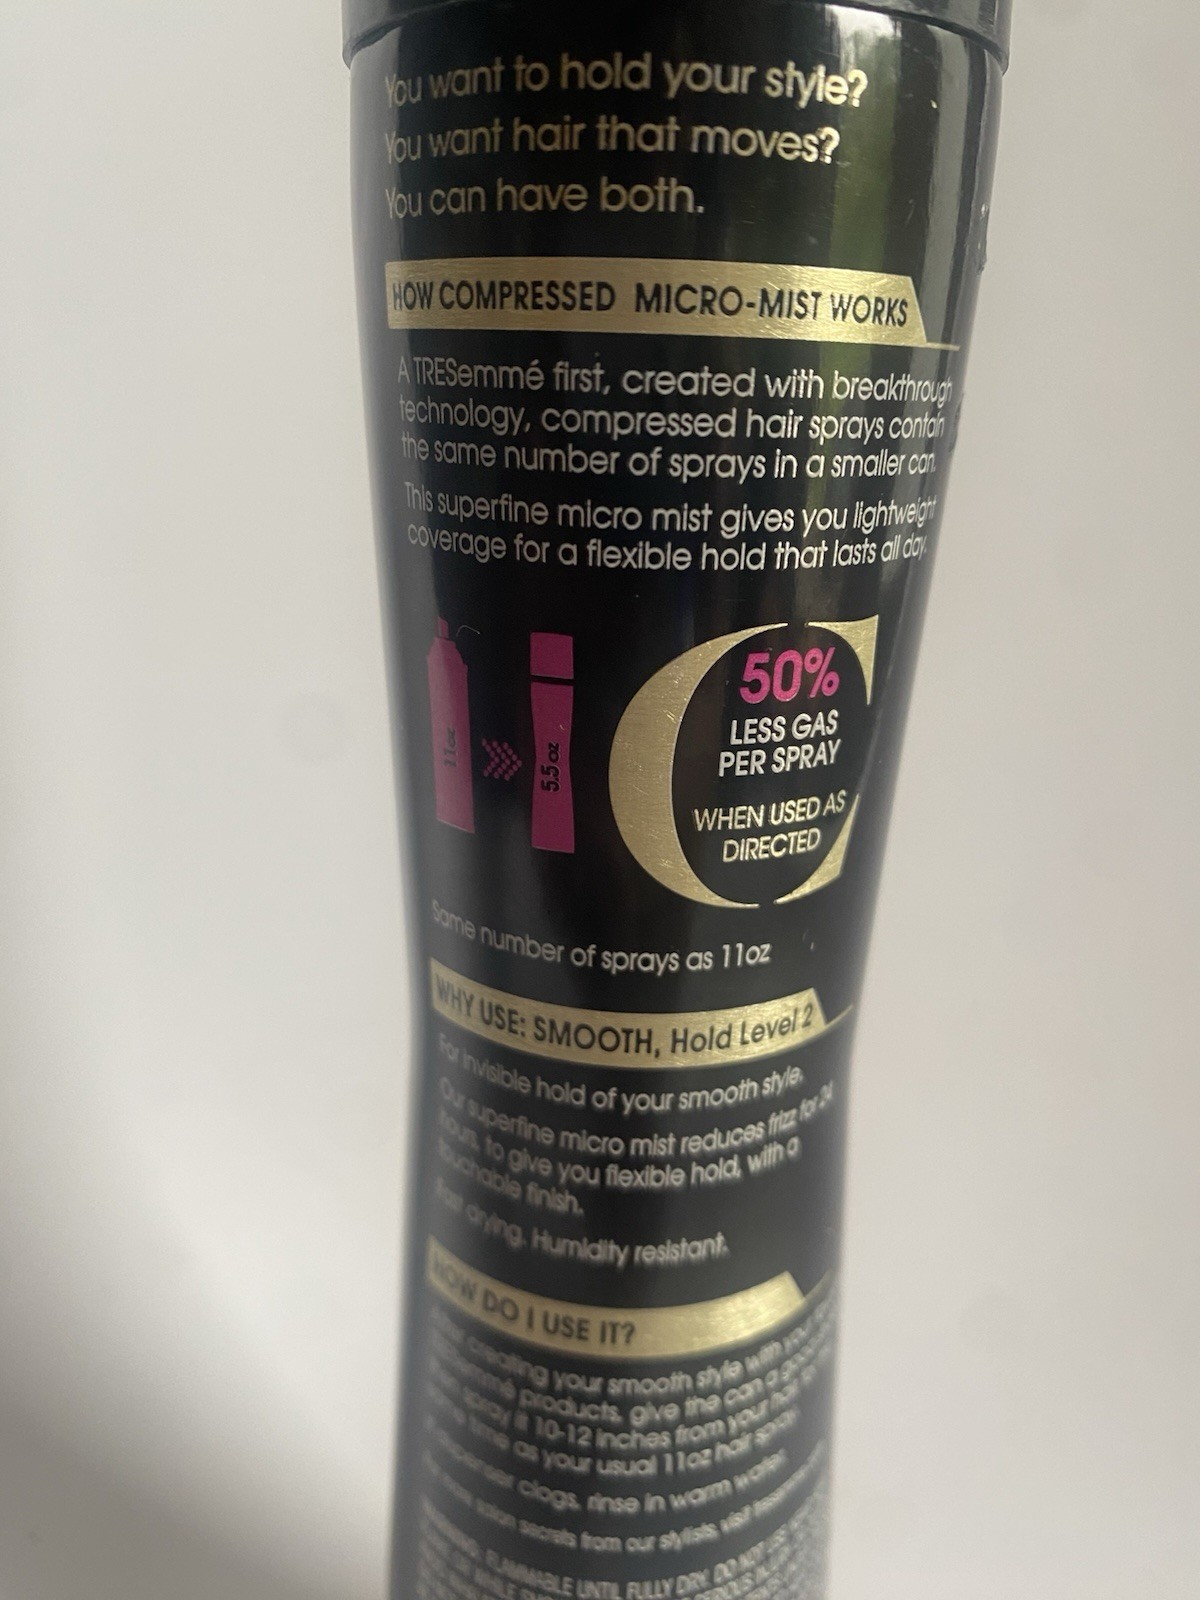 You want to hold your style?
You want hair that moves?
You can have both.
HOW COMPRESSED MICRO-MIST WORKS
A TRESemmé first, created with breakthrough
technology, compressed hair sprays contain
the same number of sprays in a smaller can.
This superfine micro mist gives you lightweight
coverage for a flexible hold that lasts all day.
11oz
5.5oz
50%
LESS GAS
PER SPRAY
WHEN USED AS
DIRECTED
Same number of sprays as 11oz
WHY USE: SMOOTH, Hold Level 2
For invisible hold of your smooth style.
Our superfine micro mist reduces frizz for 24
hours, to give you flexible hold, with a
touchable finish.
Fast drying. Humidity resistant.
HOW DO I USE IT?
After creating your smooth style with your
TRESemmé products, give the can a good
spray it 10-12 inches from your hair
time as your usual 11oz hair spray.
If dispenser clogs, rinse in warm water.
salon secrets from our stylists, visit
FLAMMABLE UNTIL FULLY DRY. DO NOT USE
WHILE